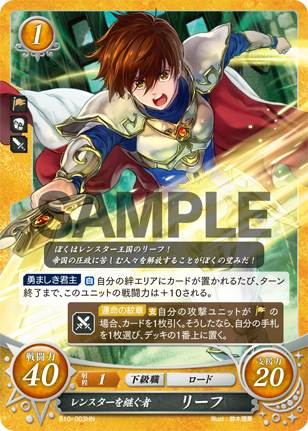 1
SAMPLE
ぼくはレンスター王国のリーフ!
帝国の圧政に苦しむ人々を解放することがぼくの望みだ!
勇ましき君主 自 自分の絆エリアにカードが置かれるたび、ターン
終了まで、このユニットの戦闘力は+10される。
運命の紋章 支 自分の攻撃ユニットが
の場合、カードを1枚引く。そうしたなら、自分の手札
を1枚選び、デッキの1番上に置く。
戦闘力
40
射程 1 下級職 ロード
支援力
20
レンスターを継ぐ者 リーフ
B10-003HN
Illust:鈴木理華